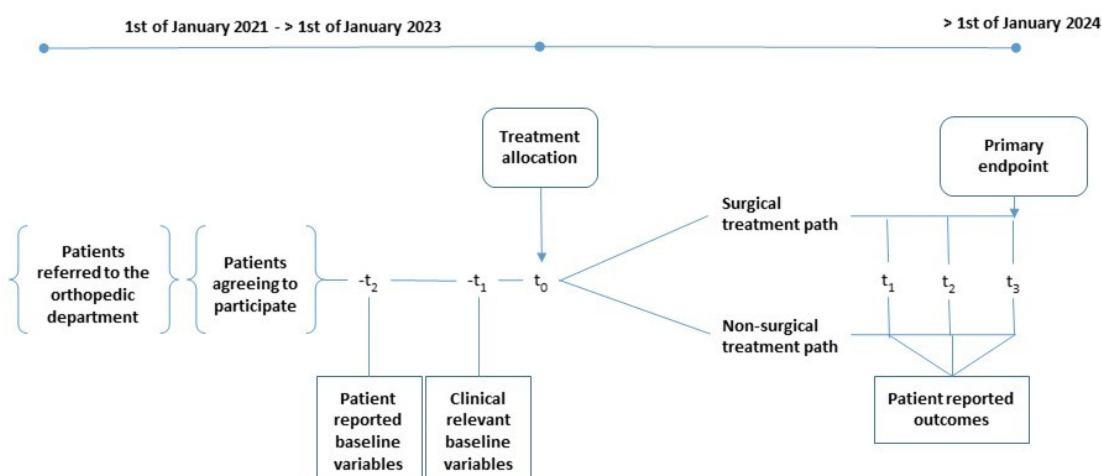 1st of January 2021 - > 1st of January 2023
> 1st of January 2024
Treatment
allocation
Primary
endpoint
Surgical
treatment path
Patients
referred to the
orthopedic
department
Patients
agreeing to
participate
-t2
-t1
t0
t1
t2
t3
Non-surgical
treatment path
Patient
reported
baseline
variables
Clinical
relevant
baseline
variables
Patient reported
outcomes